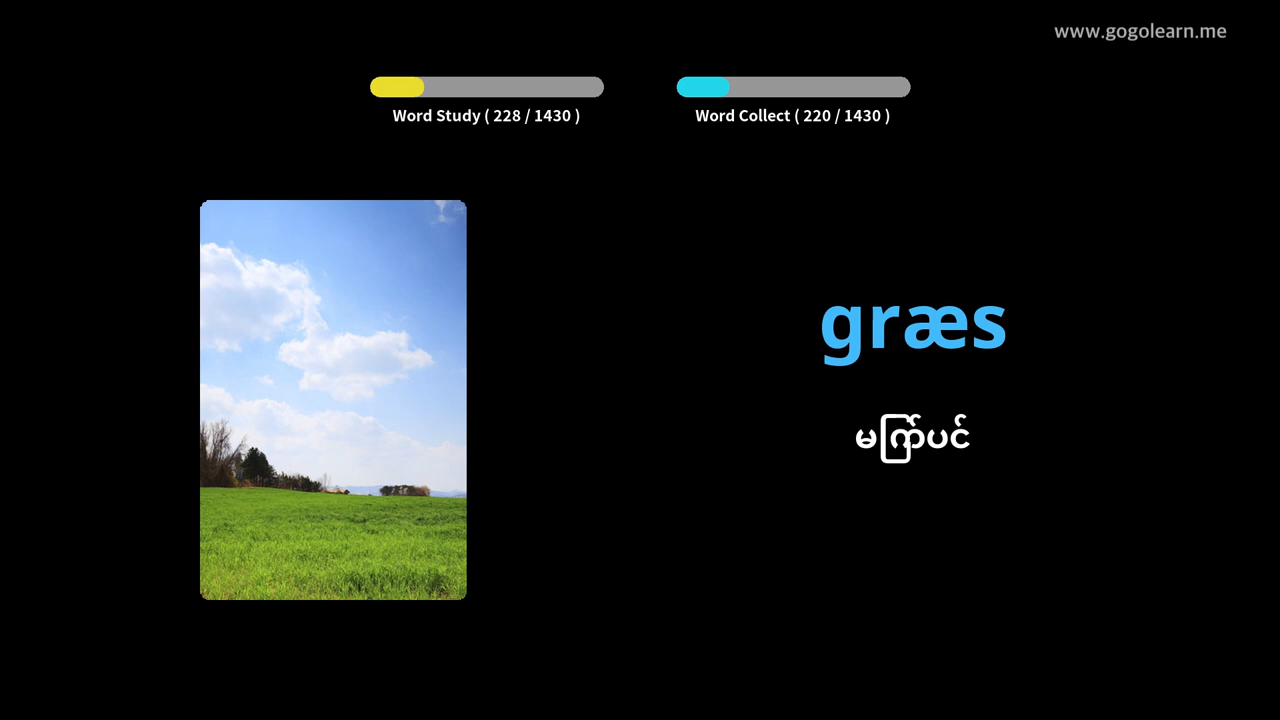 www.gogolearn.me
Word Study ( 228 / 1430 )
Word Collect ( 220 / 1430 )
græs
မြက်ပင်